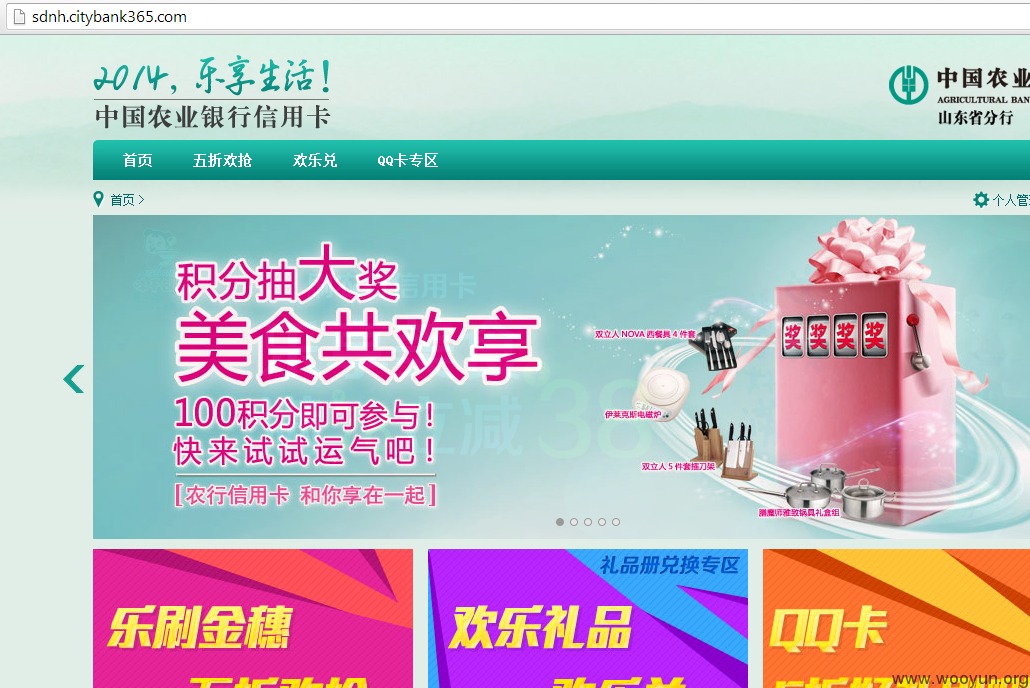 sdnh.citybank365.com
2014,乐享生活!
中国农业银行信用卡
中国农业
AGRICULTURAL BAN
山东省分行
首页 五折欢抢 欢乐兑 QQ卡专区
首页 >
个人管
积分抽大奖
美食共欢享
100积分即可参与!
快来试试运气吧!
[农行信用卡 和你享在一起]
双立人 NOVA 西餐具 4 件套
伊莱克斯电磁炉
双立人 5 件套插刀架
膳魔师雅致锅具礼盒组
奖奖奖奖
乐刷金穗
五折欢抢
礼品册兑换专区
欢乐礼品
欢乐兑
QQ卡
www.wooyun.org